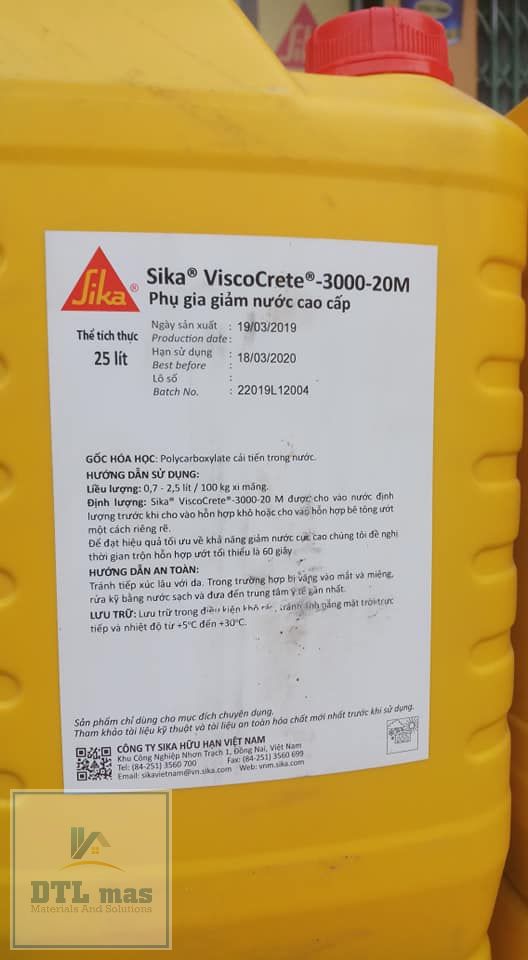 Sika®
Sika® ViscoCrete®-3000-20M
Phụ gia giảm nước cao cấp
Thể tích thực
25 lít
Ngày sản xuất : 19/03/2019
Production date :
Hạn sử dụng : 18/03/2020
Best before
Lô số :
Batch No. : 22019L12004
GỐC HÓA HỌC: Polycarboxylate cải tiến trong nước.
HƯỚNG DẪN SỬ DỤNG:
Liều lượng: 0,7 - 2,5 lít / 100 kg xi măng.
Định lượng: Sika® ViscoCrete®-3000-20 M được cho vào nước định
lượng trước khi cho vào hỗn hợp khô hoặc cho vào hỗn hợp bê tông ướt
một cách riêng rẽ.
Để đạt hiệu quả tối ưu về khả năng giảm nước cực cao chúng tôi đề nghị
thời gian trộn hỗn hợp ướt tối thiểu là 60 giây
HƯỚNG DẪN AN TOÀN:
Tránh tiếp xúc lâu với da. Trong trường hợp bị văng vào mắt và miệng,
rửa kỹ bằng nước sạch và đưa đến trung tâm y tế gần nhất.
LƯU TRỮ: Lưu trữ trong điều kiện khô ráo, tránh ánh nắng mặt trời trực
tiếp và nhiệt độ từ +5°C đến +30°C.
Sản phẩm chỉ dùng cho mục đích chuyên dụng.
Tham khảo tài liệu kỹ thuật và tài liệu an toàn hóa chất mới nhất trước khi sử dụng.
CÔNG TY SIKA HỮU HẠN VIỆT NAM
Khu Công Nghiệp Nhơn Trạch 1, Đồng Nai, Việt Nam
Tel: (84-251) 3560 700 Fax: (84-251) 3560 699
Email: sikavietnam@vn.sika.com Web: vnm.sika.com
DTL mas
Materials And Solutions